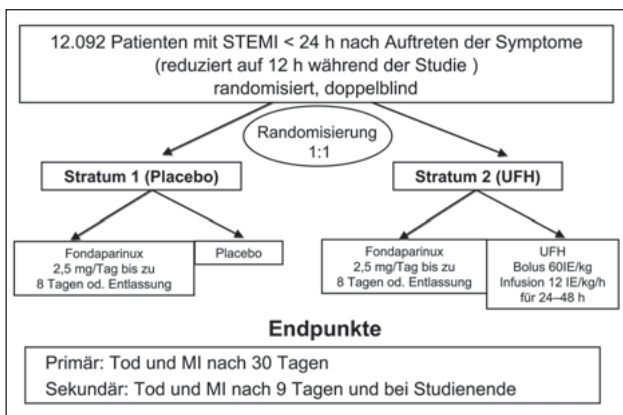 12.092 Patienten mit STEMI < 24 h nach Auftreten der Symptome
(reduziert auf 12 h während der Studie )
randomisiert, doppelblind
Randomisierung
1:1
Stratum 1 (Placebo)
Stratum 2 (UFH)
Fondaparinux
2,5 mg/Tag bis zu
8 Tagen od. Entlassung
Placebo
Fondaparinux
2,5 mg/Tag bis zu
8 Tagen od. Entlassung
UFH
Bolus 60IE/kg
Infusion 12 IE/kg/h
für 24–48 h
Endpunkte
Primär: Tod und MI nach 30 Tagen
Sekundär: Tod und MI nach 9 Tagen und bei Studienende